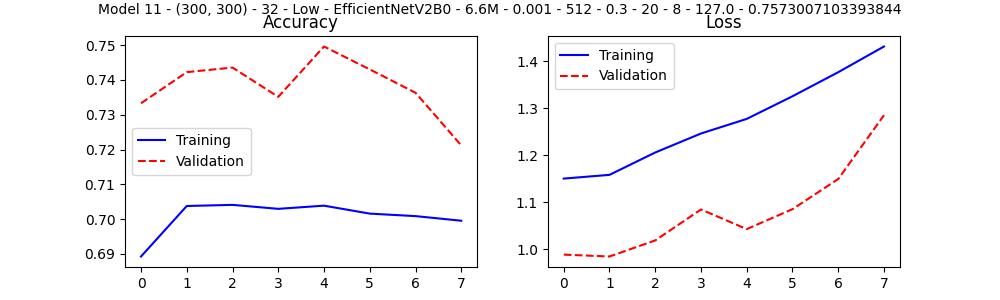 Model 11 - (300, 300) - 32 - Low - EfficientNetV2B0 - 6.6M - 0.001 - 512 - 0.3 - 20 - 8 - 127.0 - 0.7573007103393844
Accuracy
0.75
0.74
0.73
0.72
0.71
0.70
0.69
Training
Validation
0 1 2 3 4 5 6 7
Loss
1.4
1.3
1.2
1.1
1.0
Training
Validation
0 1 2 3 4 5 6 7